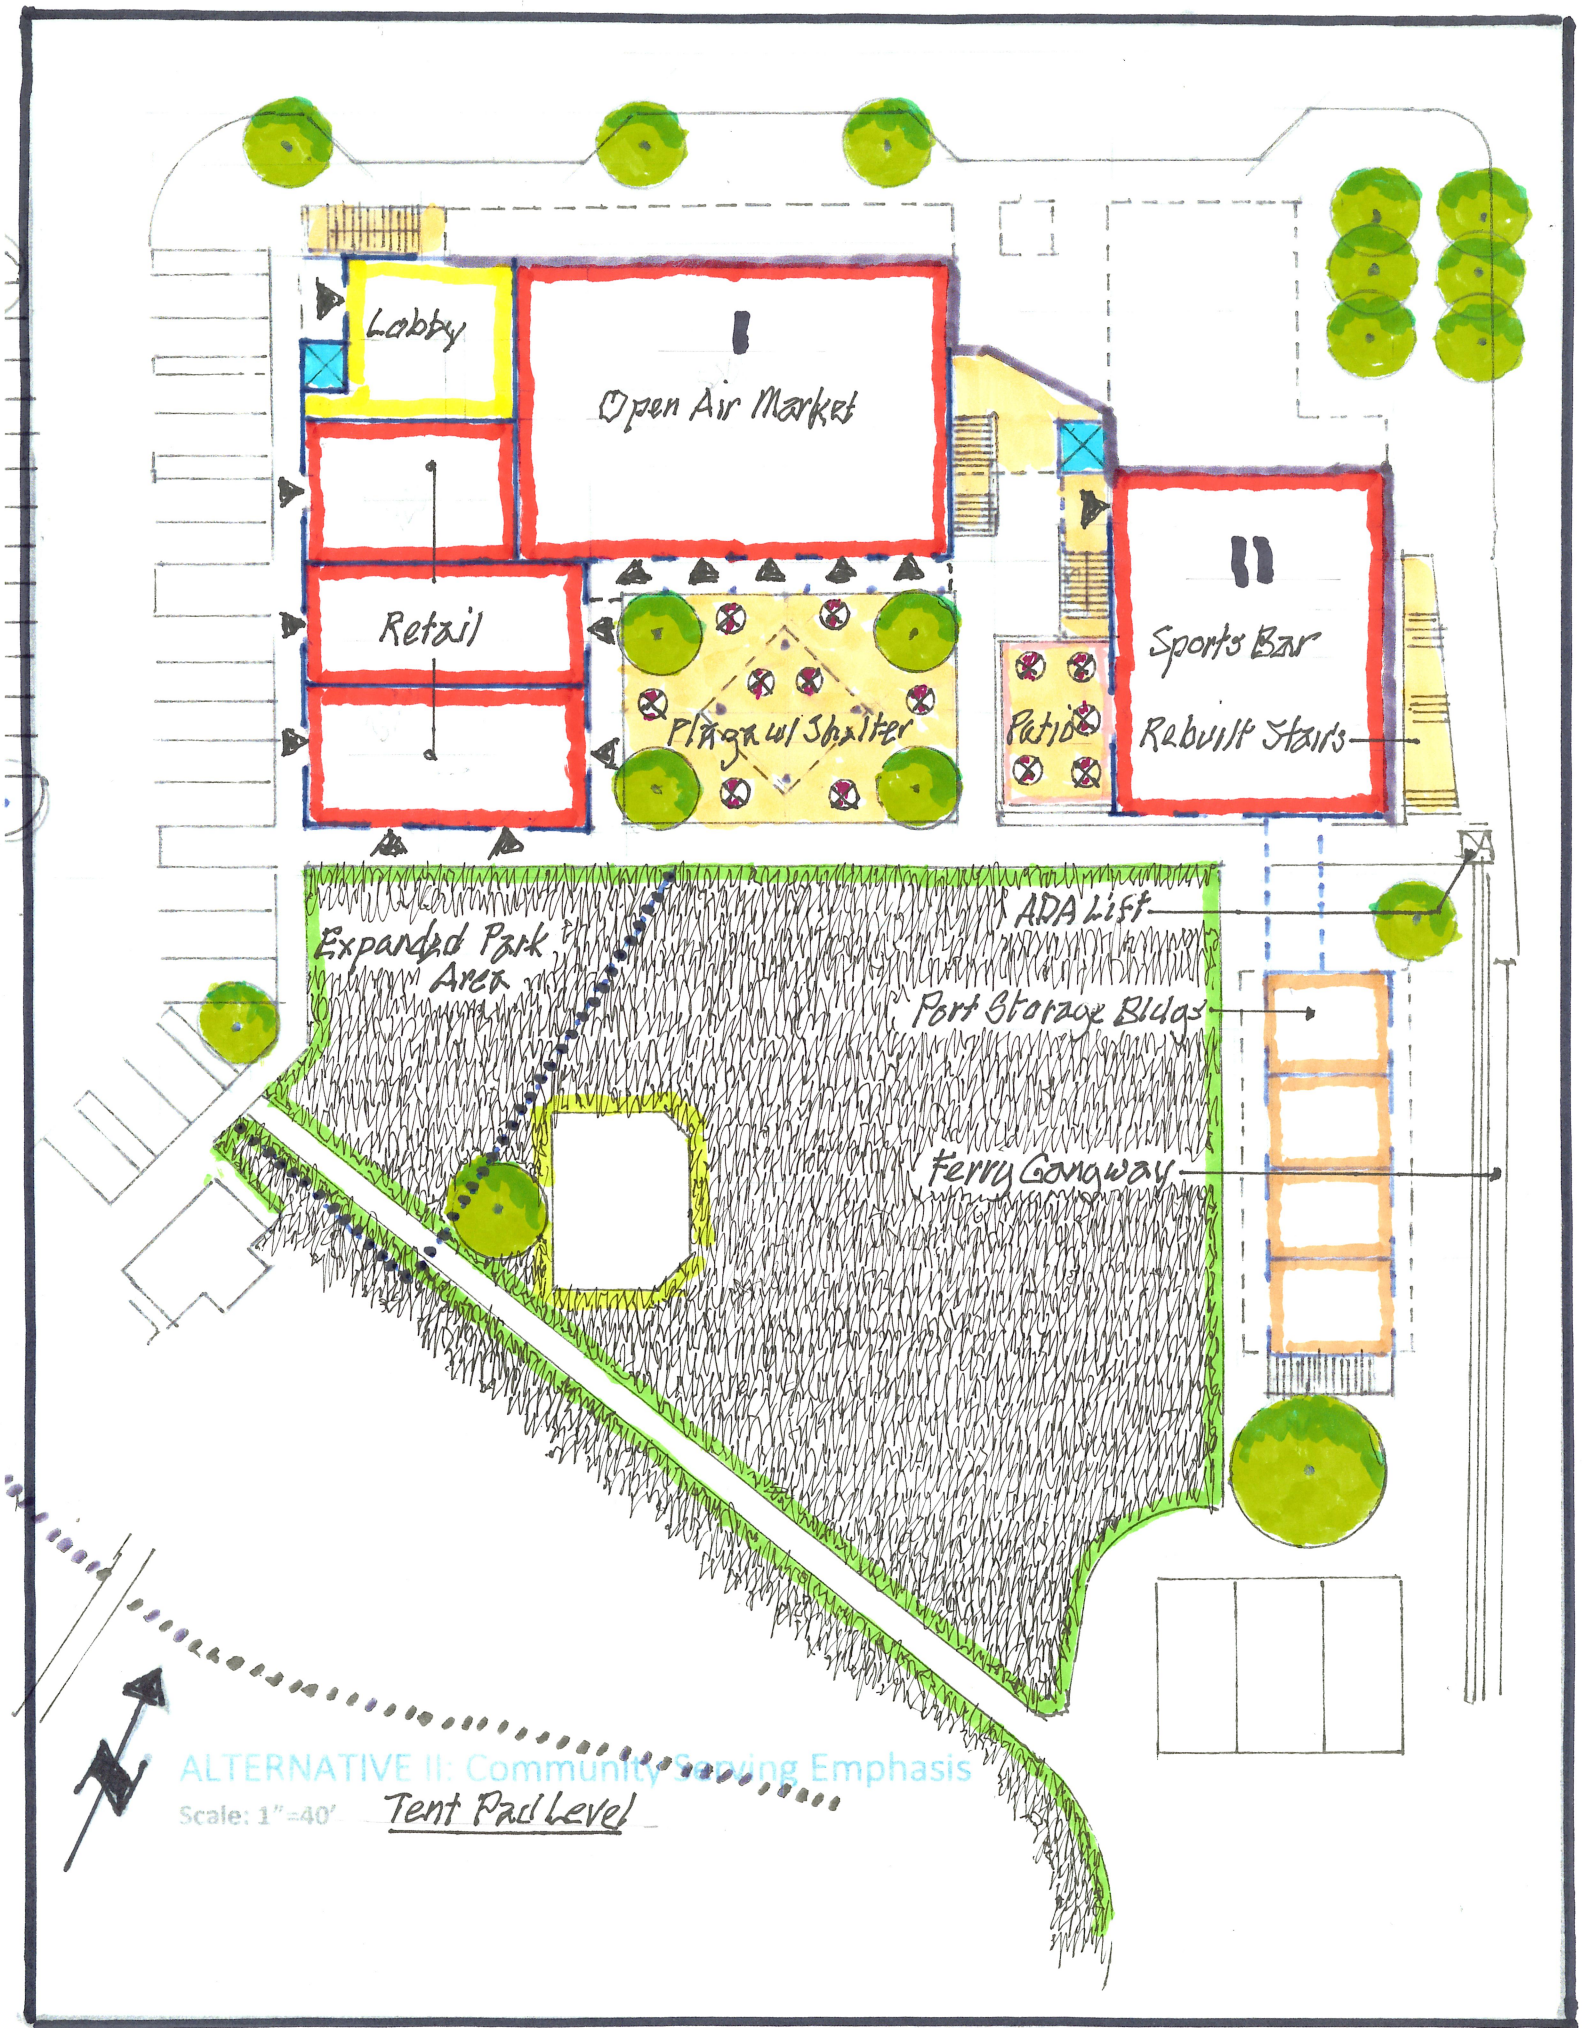 Lobby
I
Open Air Market
II
Retail
Sports Bar
Plaza w/ Shelter
Patio
Rebuilt Stairs
ADA Lift
Expanded Park
Area
Port Storage Bldgs
Ferry Gangway
N
ALTERNATIVE II: Community Serving Emphasis
Scale: 1"=40'
Tent Pad Level